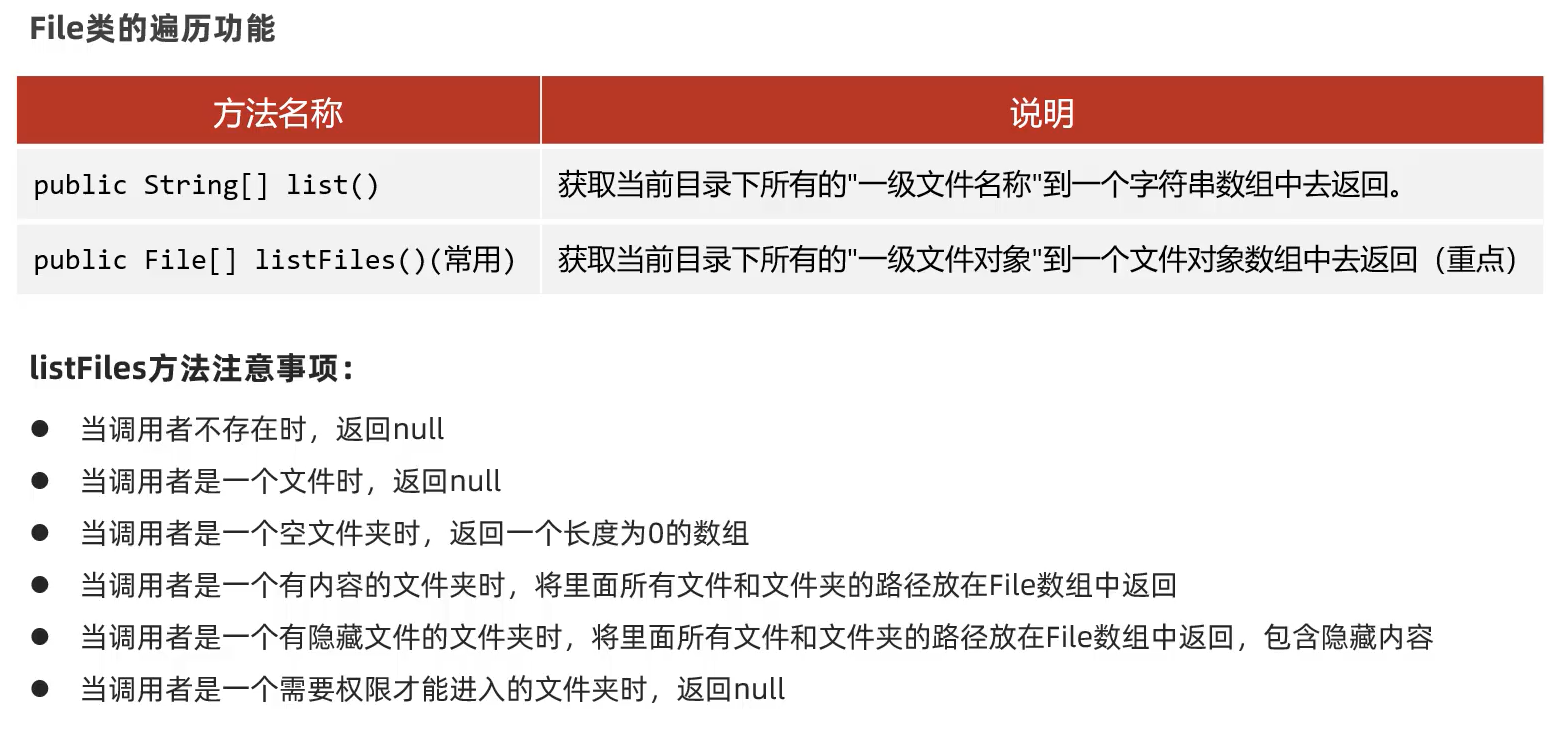 File类的遍历功能
方法名称 说明
public String[] list() 获取当前目录下所有的"一级文件名称"到一个字符串数组中去返回。
public File[] listFiles()(常用) 获取当前目录下所有的"一级文件对象"到一个文件对象数组中去返回（重点）
listFiles方法注意事项：
● 当调用者不存在时，返回null
● 当调用者是一个文件时，返回null
● 当调用者是一个空文件夹时，返回一个长度为0的数组
● 当调用者是一个有内容的文件夹时，将里面所有文件和文件夹的路径放在File数组中返回
● 当调用者是一个有隐藏文件的文件夹时，将里面所有文件和文件夹的路径放在File数组中返回，包含隐藏内容
● 当调用者是一个需要权限才能进入的文件夹时，返回null